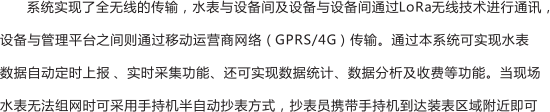 系统实现了全无线的传输，水表与设备间及设备与设备间通过LoRa无线技术进行通讯，
设备与管理平台之间则通过移动运营商网络（GPRS/4G）传输。通过本系统可实现水表
数据自动定时上报 、实时采集功能、还可实现数据统计、数据分析及收费等功能。当现场
水表无法组网时可采用手持机半自动抄表方式，抄表员携带手持机到达装表区域附近即可